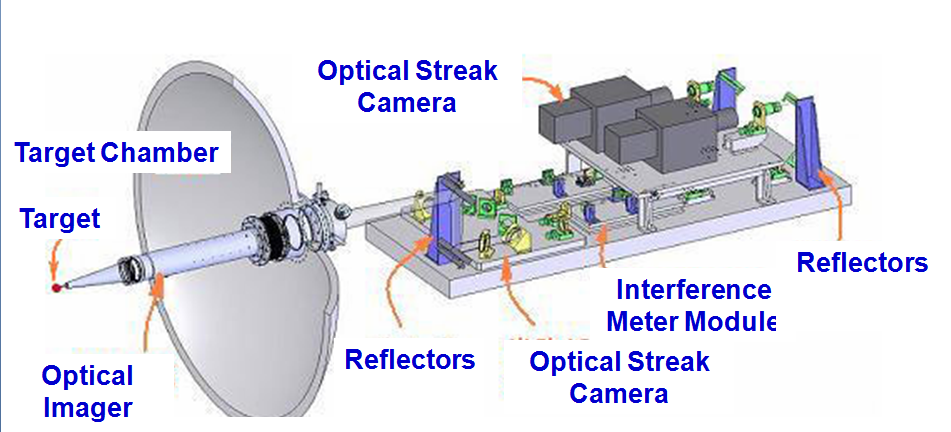 Optical Streak
Camera
Target Chamber
Target
Reflectors
Interference
Meter Module
Reflectors
Optical Streak
Camera
Optical
Imager